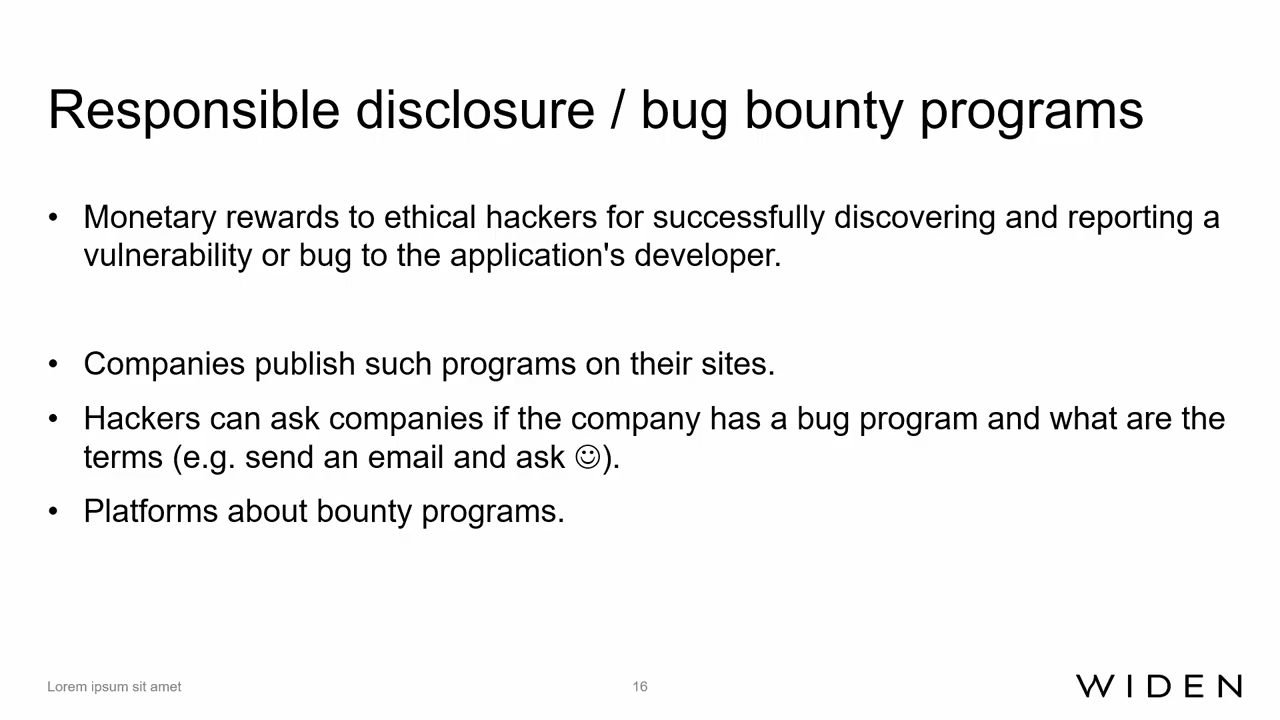 Responsible disclosure / bug bounty programs
• Monetary rewards to ethical hackers for successfully discovering and reporting a
vulnerability or bug to the application's developer.
• Companies publish such programs on their sites.
• Hackers can ask companies if the company has a bug program and what are the
terms (e.g. send an email and ask ☺).
• Platforms about bounty programs.
Lorem ipsum sit amet
16
WIDEN